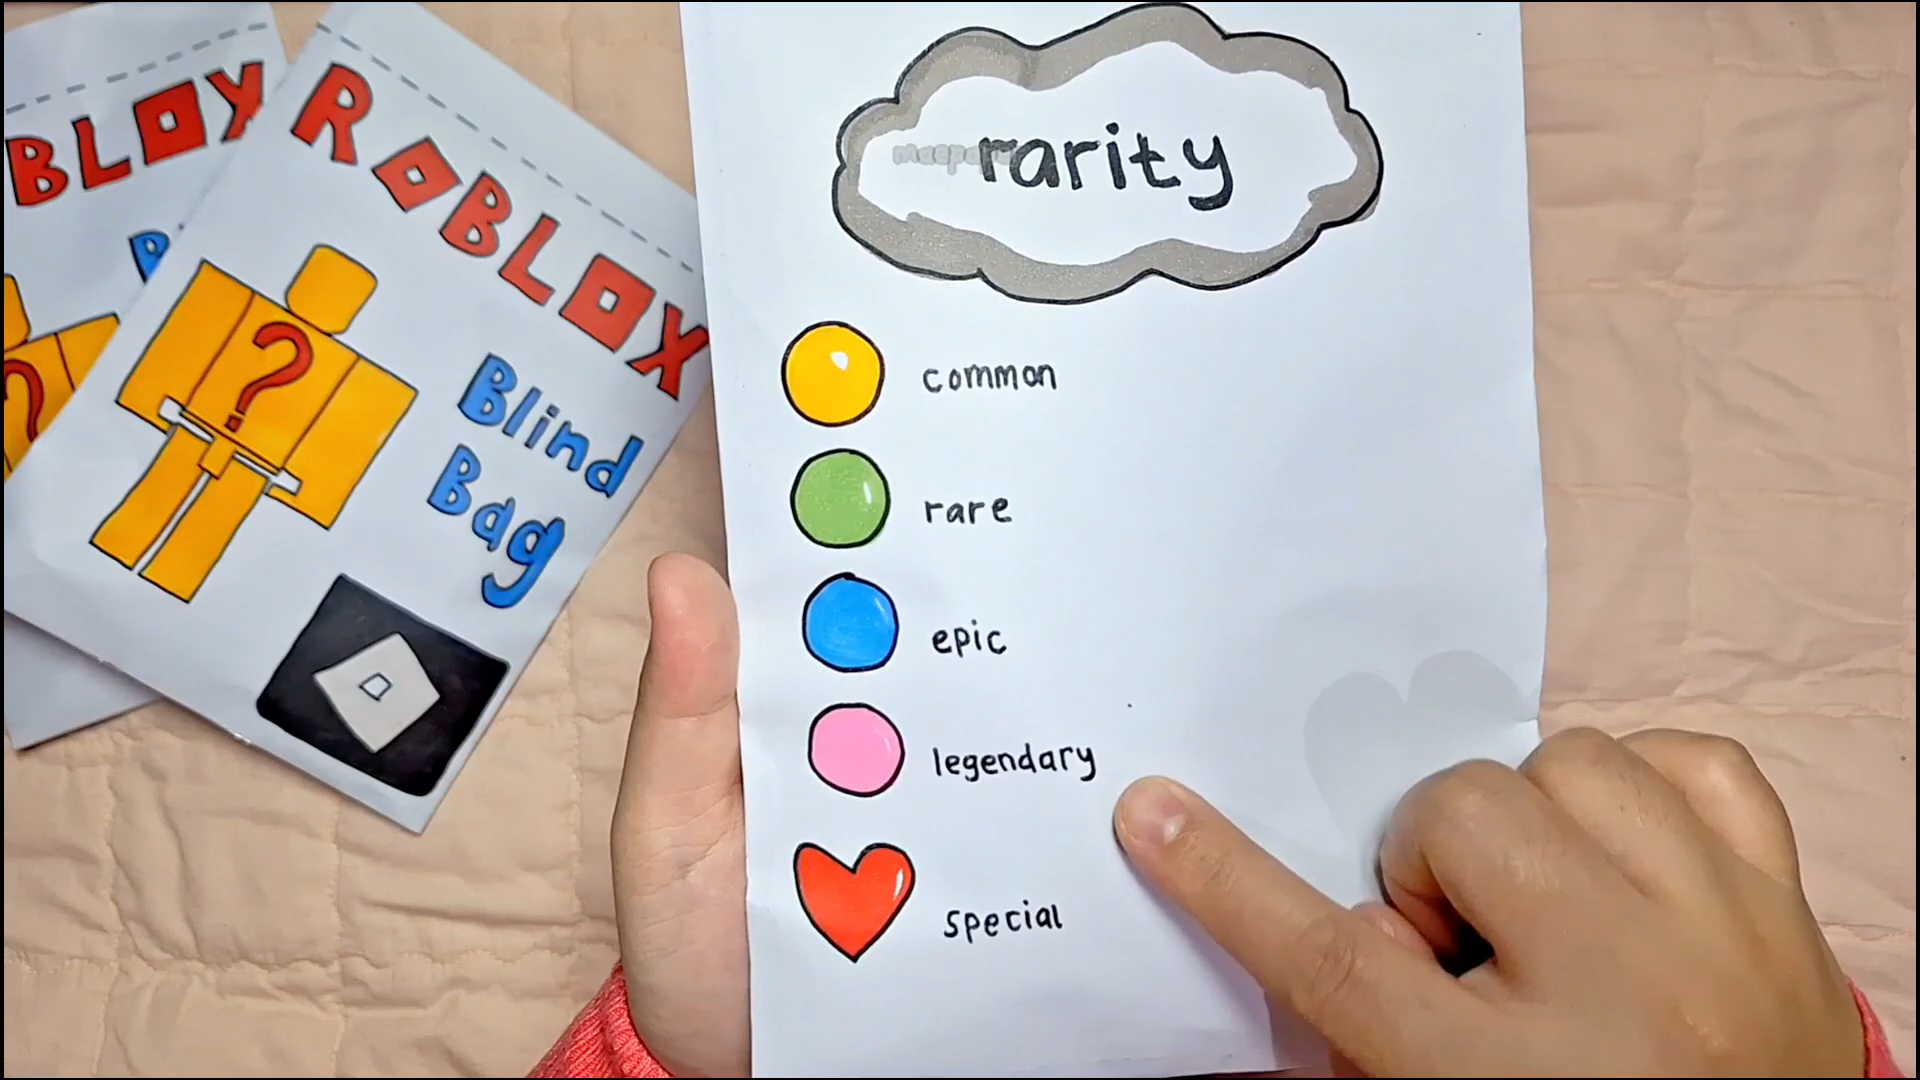 BLOX
B
ROBLOX
?
?
Blind
Bag
rarity
common
rare
epic
legendary
special